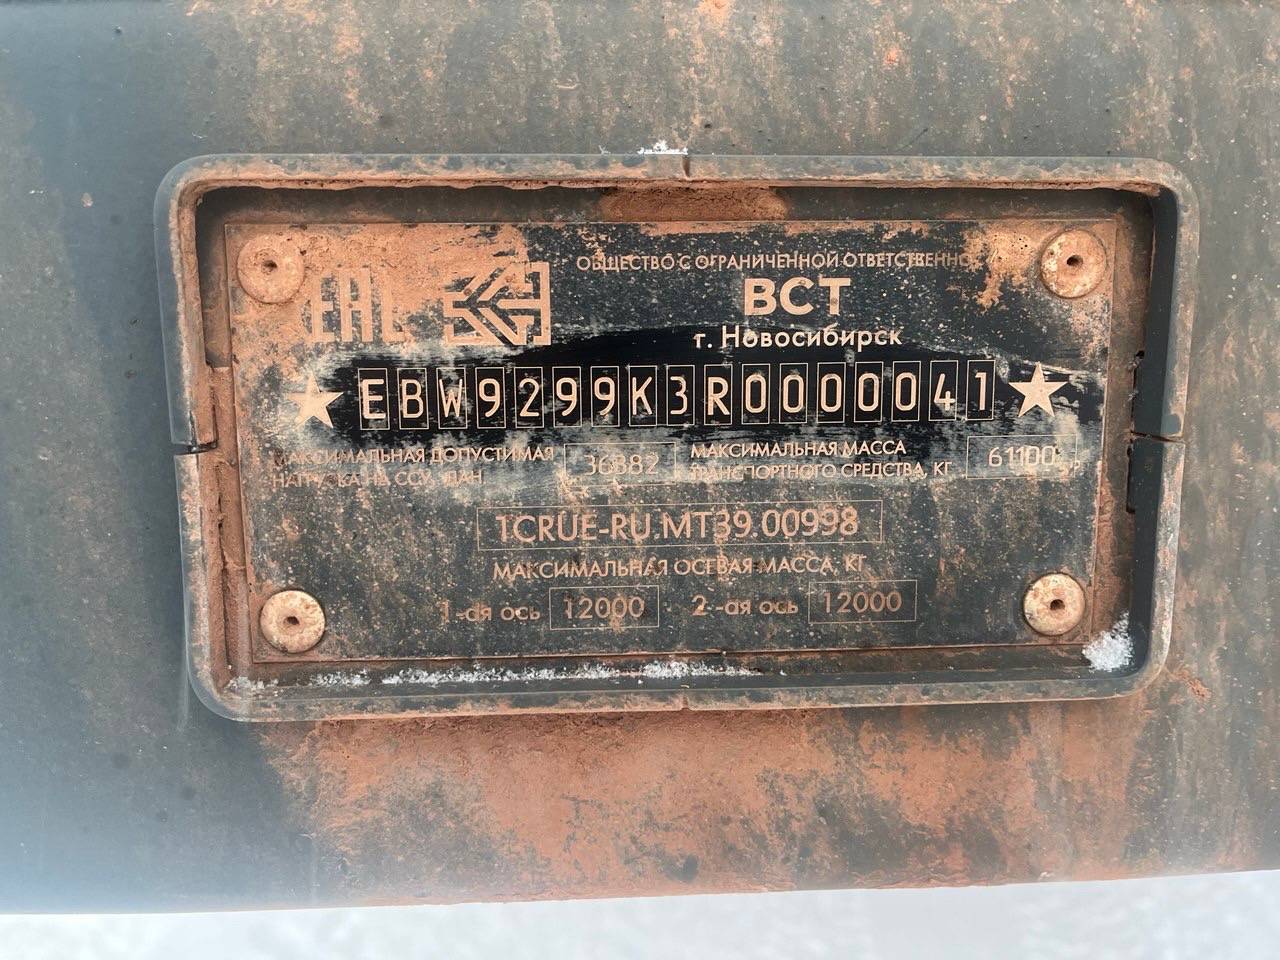 EAC
ОБЩЕСТВО С ОГРАНИЧЕННОЙ ОТВЕТСТВЕННО
ВСТ
г. Новосибирск
★ EBW9299K3R0000041 ★
МАКСИМАЛЬНАЯ ДОПУСТИМАЯ НАГРУЗКА НА ССУ, ДАН 36382
МАКСИМАЛЬНАЯ МАССА ТРАНСПОРТНОГО СРЕДСТВА, КГ 61100
TCRUE-RU.MT39.00998
МАКСИМАЛЬНАЯ ОСЕВАЯ МАССА, КГ
1-ая ось 12000 2-ая ось 12000